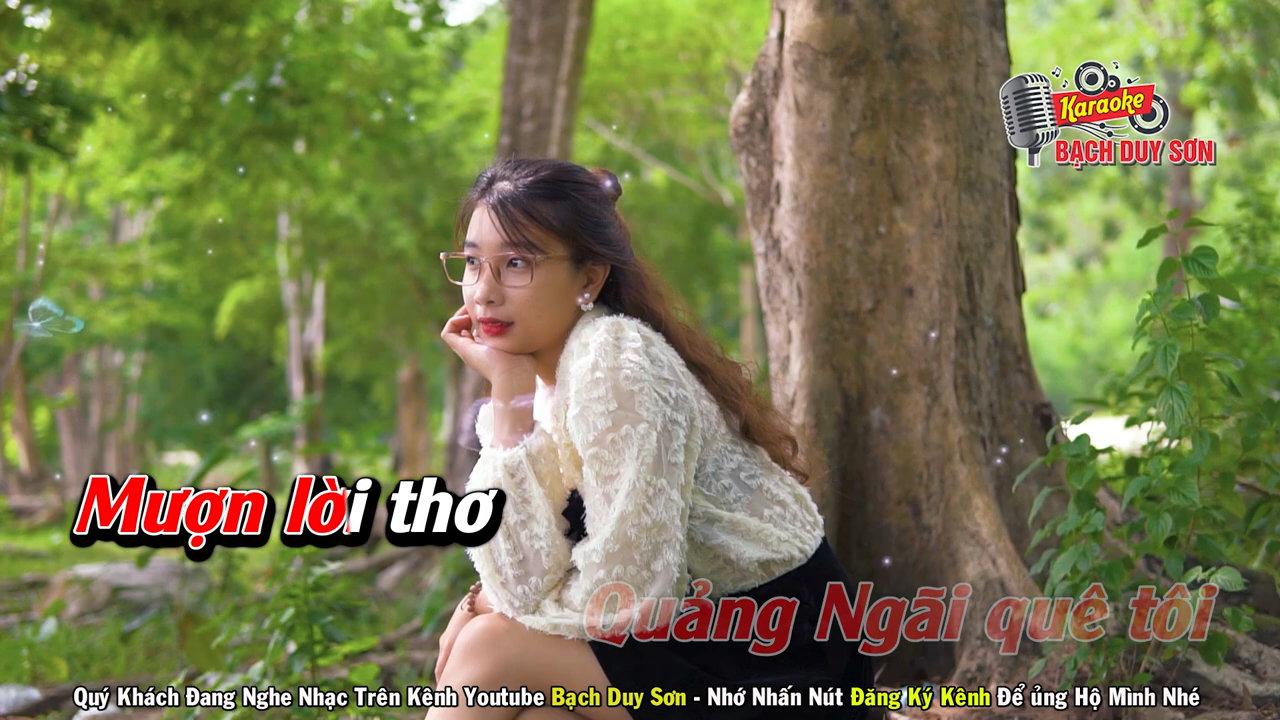 Karaoke
BẠCH DUY SƠN
Mượn lời thơ
Quảng Ngãi quê tôi
Quý Khách Đang Nghe Nhạc Trên Kênh Youtube Bạch Duy Sơn - Nhớ Nhấn Nút Đăng Ký Kênh Để ủng Hộ Mình Nhé